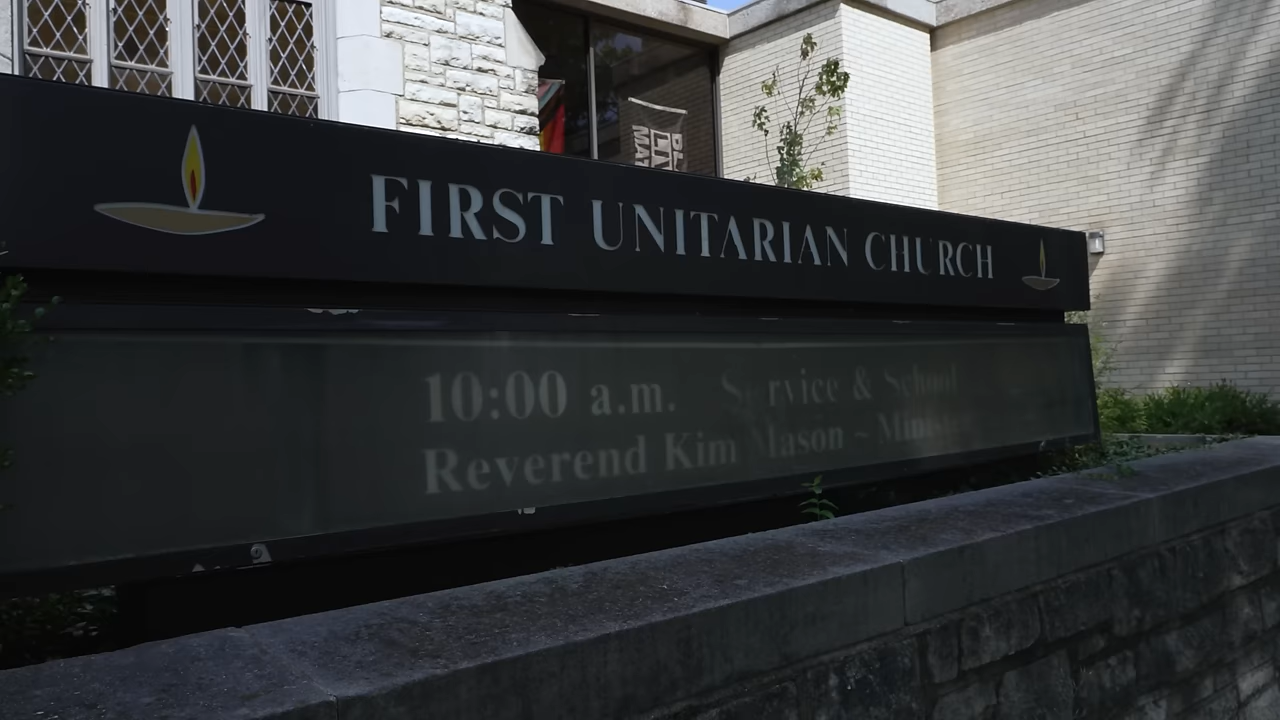 FIRST UNITARIAN CHURCH
10:00 a.m. Service & School
Reverend Kim Mason ~ Minister